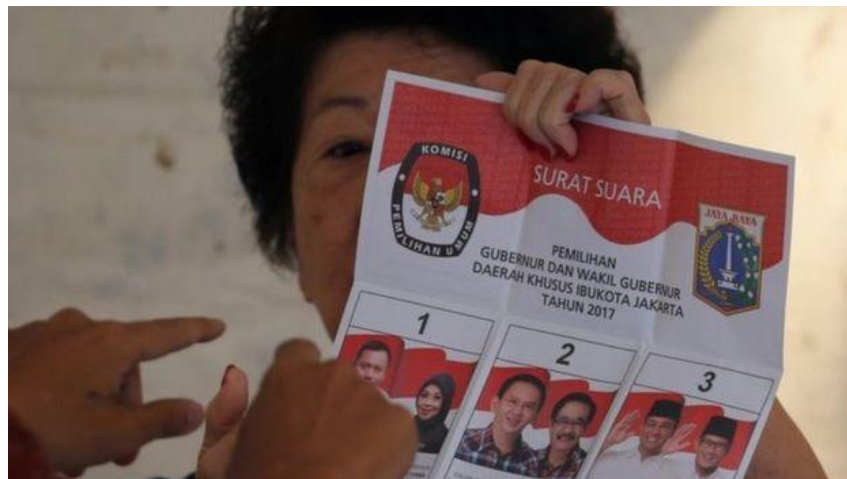 KOMISI
PEMILIHAN UMUM
SURAT SUARA
JAYA RAYA
PEMILIHAN
GUBERNUR DAN WAKIL GUBERNUR
DAERAH KHUSUS IBUKOTA JAKARTA
TAHUN 2017
1
2
3